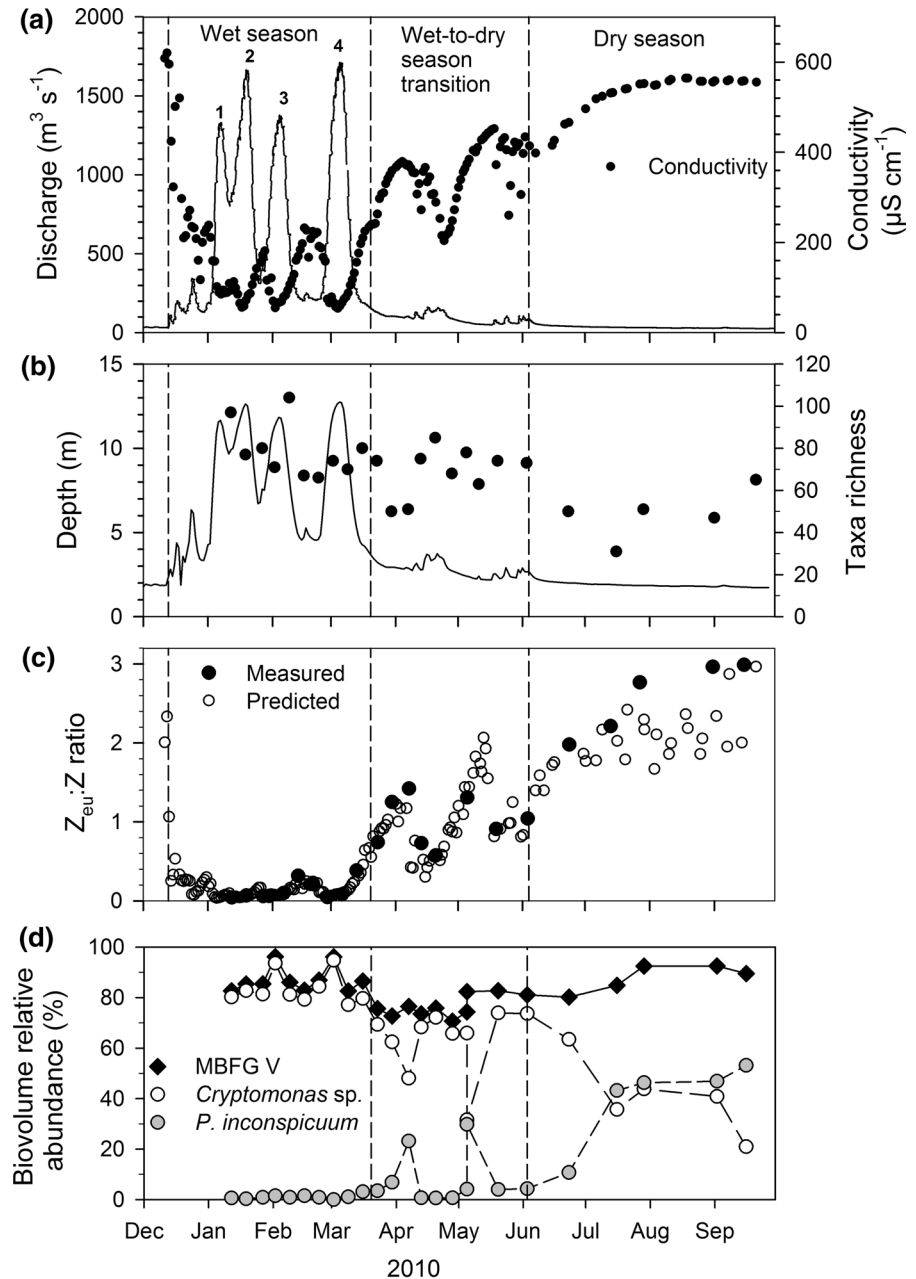 (a)
2000
1500
1000
500
0
Discharge (m³ s⁻¹)
Wet season
Wet-to-dry
season
transition
Dry season
1
2
3
4
Conductivity
600
400
200
0
Conductivity
(µS cm⁻¹)
(b)
15
10
5
0
Depth (m)
120
100
80
60
40
20
0
Taxa richness
(c)
3
2
1
0
Zeu:Z ratio
Measured
Predicted
(d)
100
80
60
40
20
0
Biovolume relative
abundance (%)
MBFG V
Cryptomonas sp.
P. inconspicuum
Dec Jan Feb Mar Apr May Jun Jul Aug Sep
2010